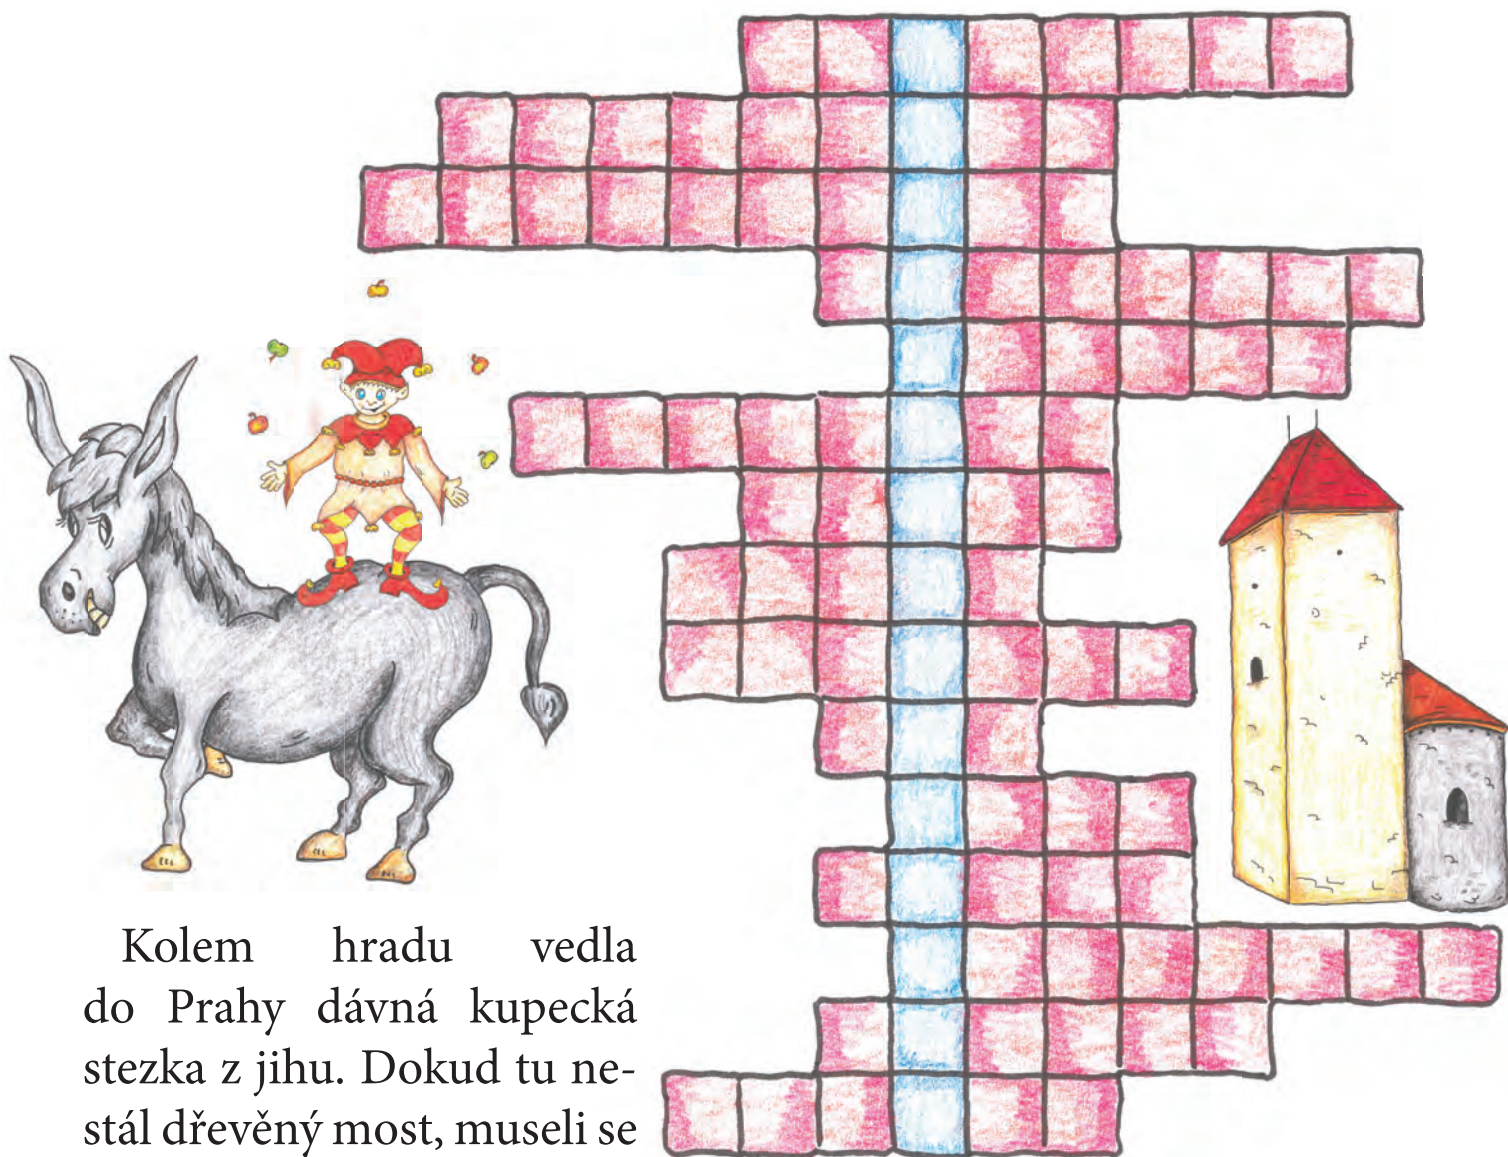 Kolem hradu vedla
do Prahy dávná kupecká
stezka z jihu. Dokud tu ne-
stál dřevěný most, museli se